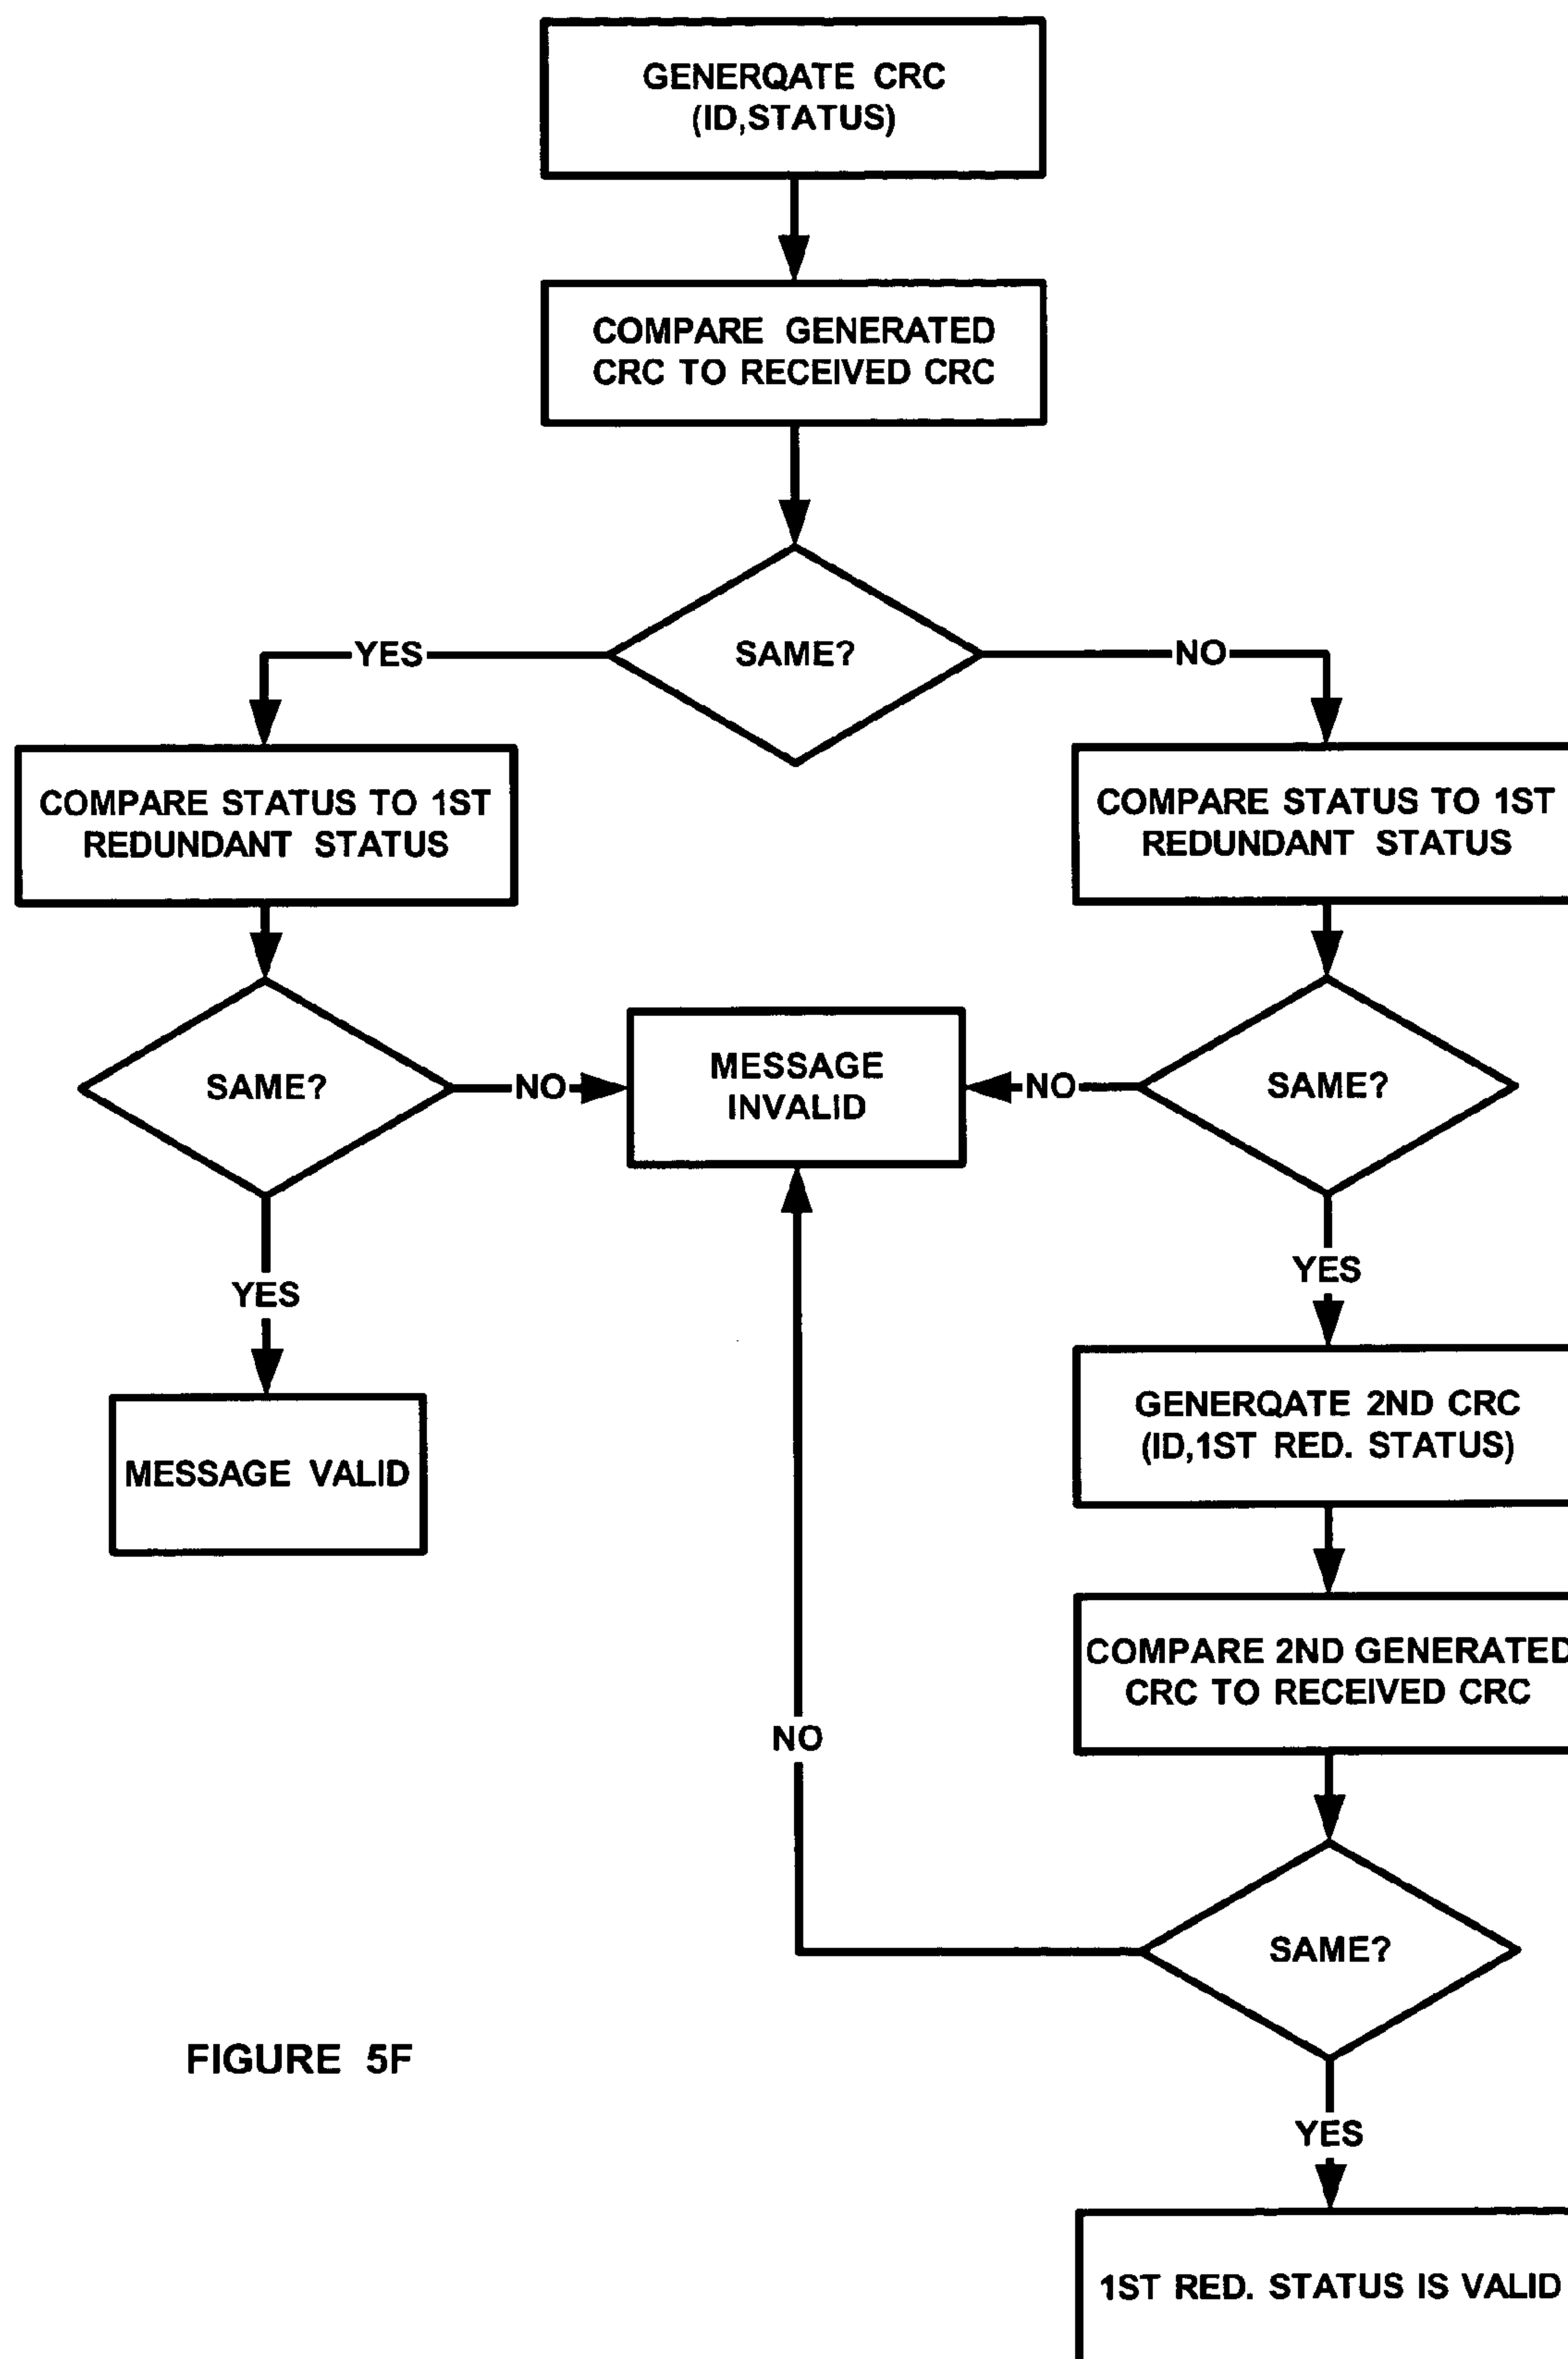 GENERQATE CRC
(ID,STATUS)
COMPARE GENERATED
CRC TO RECEIVED CRC
SAME?
YES
NO
COMPARE STATUS TO 1ST
REDUNDANT STATUS
COMPARE STATUS TO 1ST
REDUNDANT STATUS
SAME?
NO
MESSAGE
INVALID
NO
SAME?
YES
YES
MESSAGE VALID
GENERQATE 2ND CRC
(ID,1ST RED. STATUS)
COMPARE 2ND GENERATED
CRC TO RECEIVED CRC
NO
SAME?
FIGURE 5F
YES
1ST RED. STATUS IS VALID